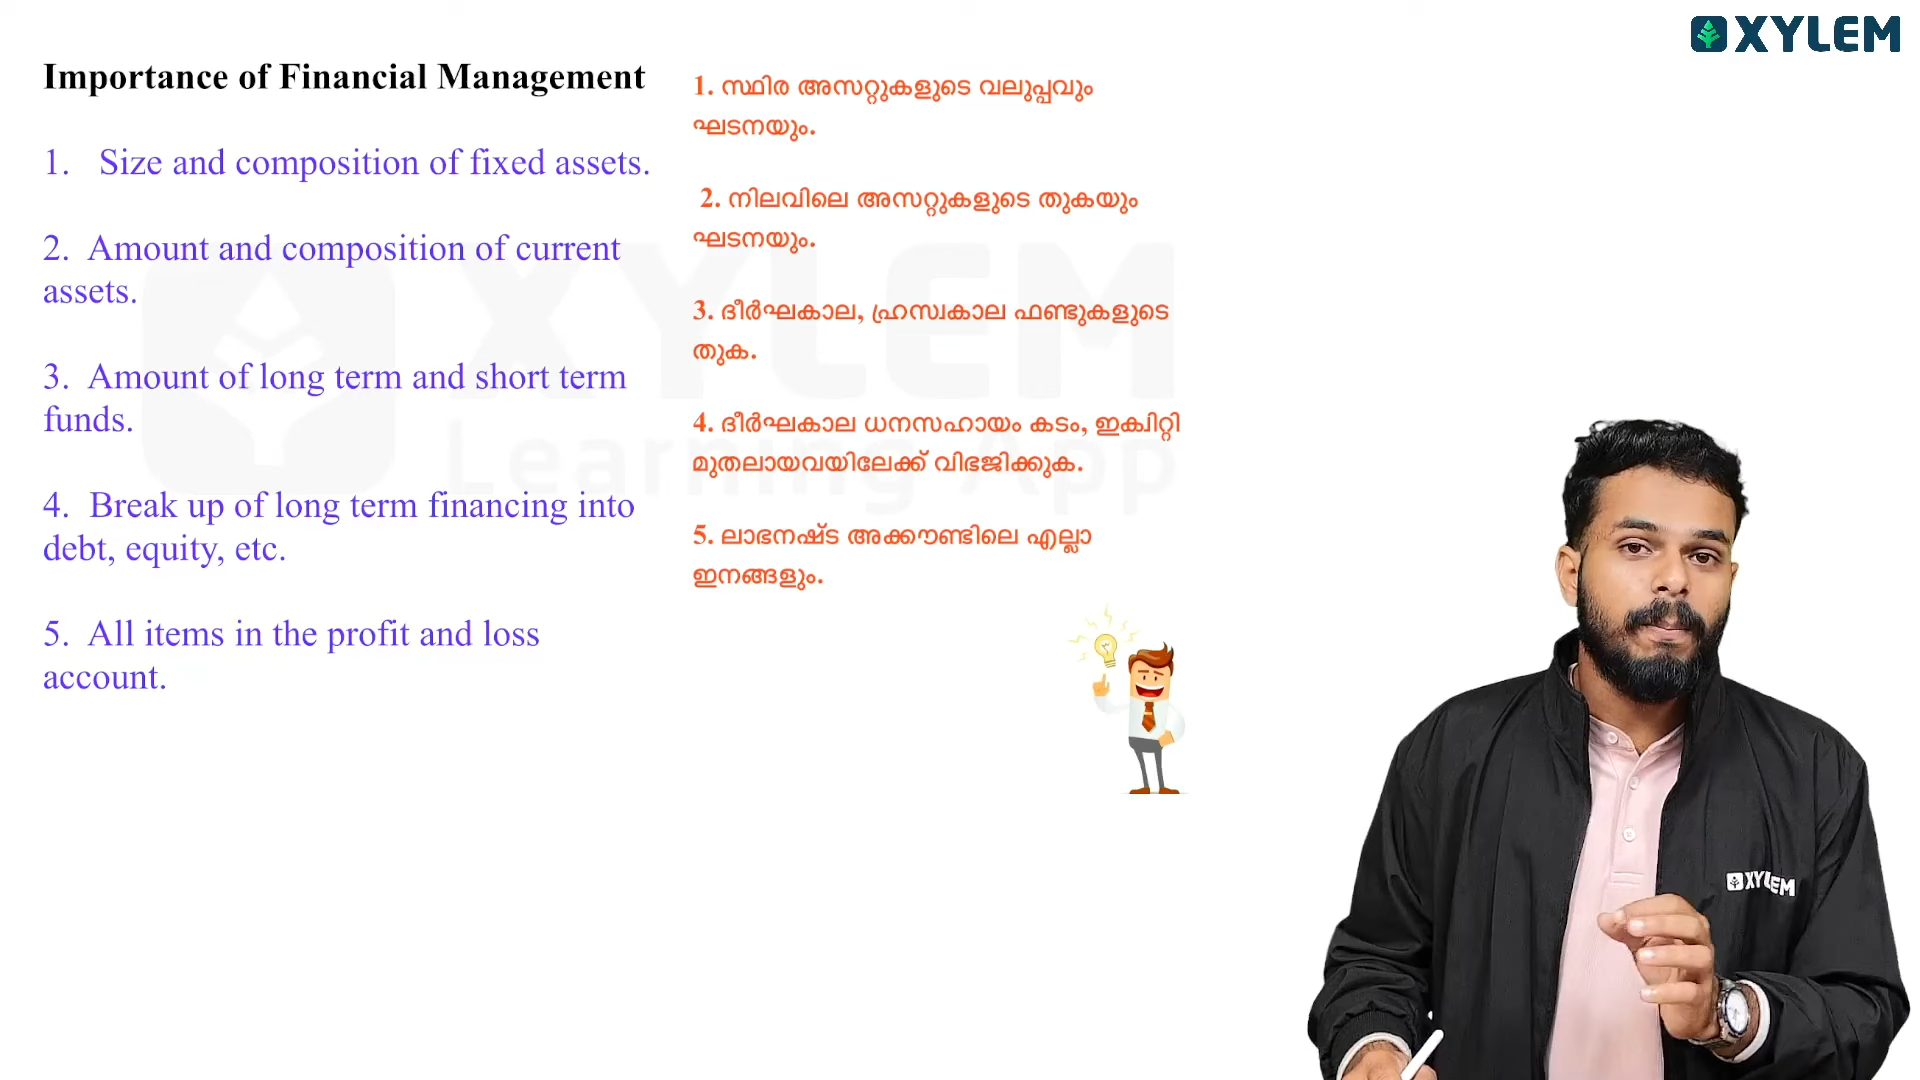 XYLEM
Importance of Financial Management
1. Size and composition of fixed assets.
2. Amount and composition of current
assets.
3. Amount of long term and short term
funds.
4. Break up of long term financing into
debt, equity, etc.
5. All items in the profit and loss
account.
1. സ്ഥിര അസറ്റുകളുടെ വലുപ്പവും
ഘടനയും.
2. നിലവിലെ അസറ്റുകളുടെ തുകയും
ഘടനയും.
3. ദീർഘകാല, ഹ്രസ്വകാല ഫണ്ടുകളുടെ
തുക.
4. ദീർഘകാല ധനസഹായം കടം, ഇക്വിറ്റി
മുതലായവയിലേക്ക് വിഭജിക്കുക.
5. ലാഭനഷ്ട അക്കൗണ്ടിലെ എല്ലാ
ഇനങ്ങളും.
XYLEM
Learning App
XYLEM